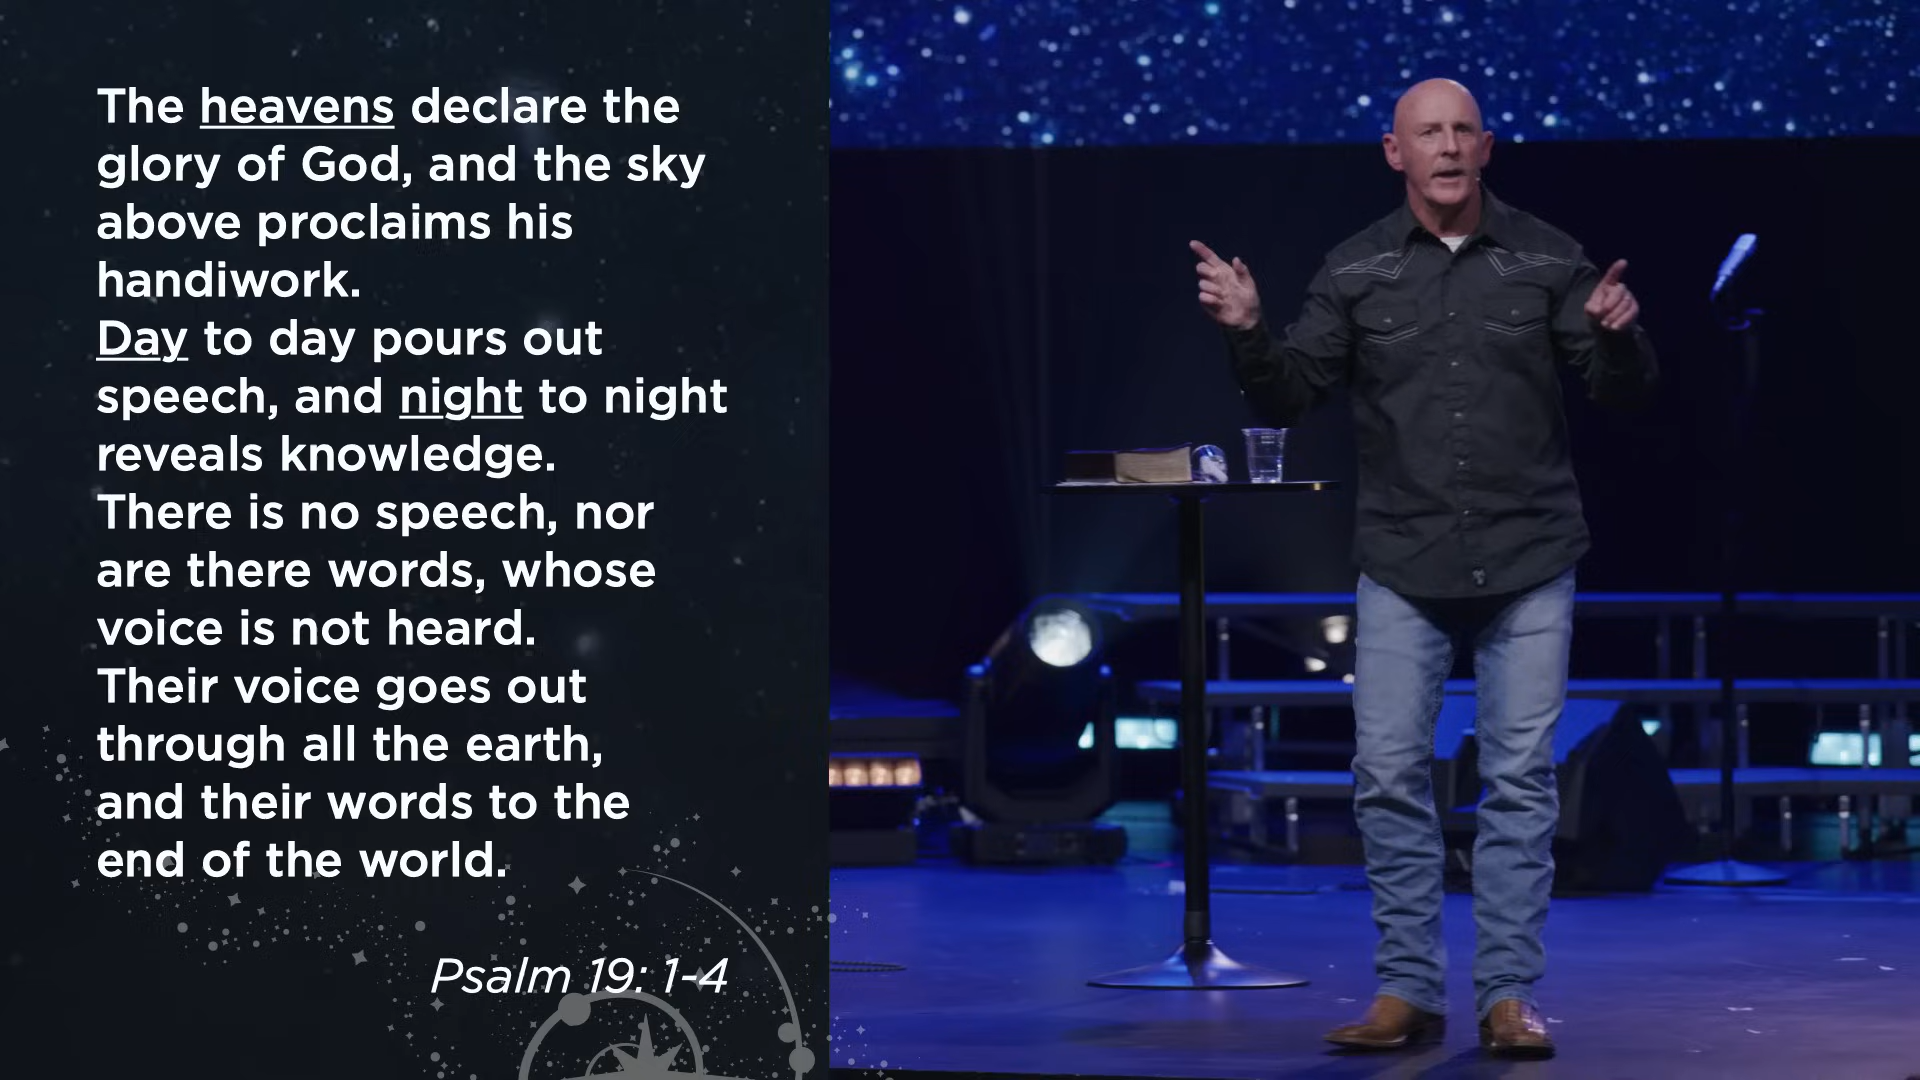 The heavens declare the
glory of God, and the sky
above proclaims his
handiwork.
Day to day pours out
speech, and night to night
reveals knowledge.
There is no speech, nor
are there words, whose
voice is not heard.
Their voice goes out
through all the earth,
and their words to the
end of the world.
Psalm 19: 1-4